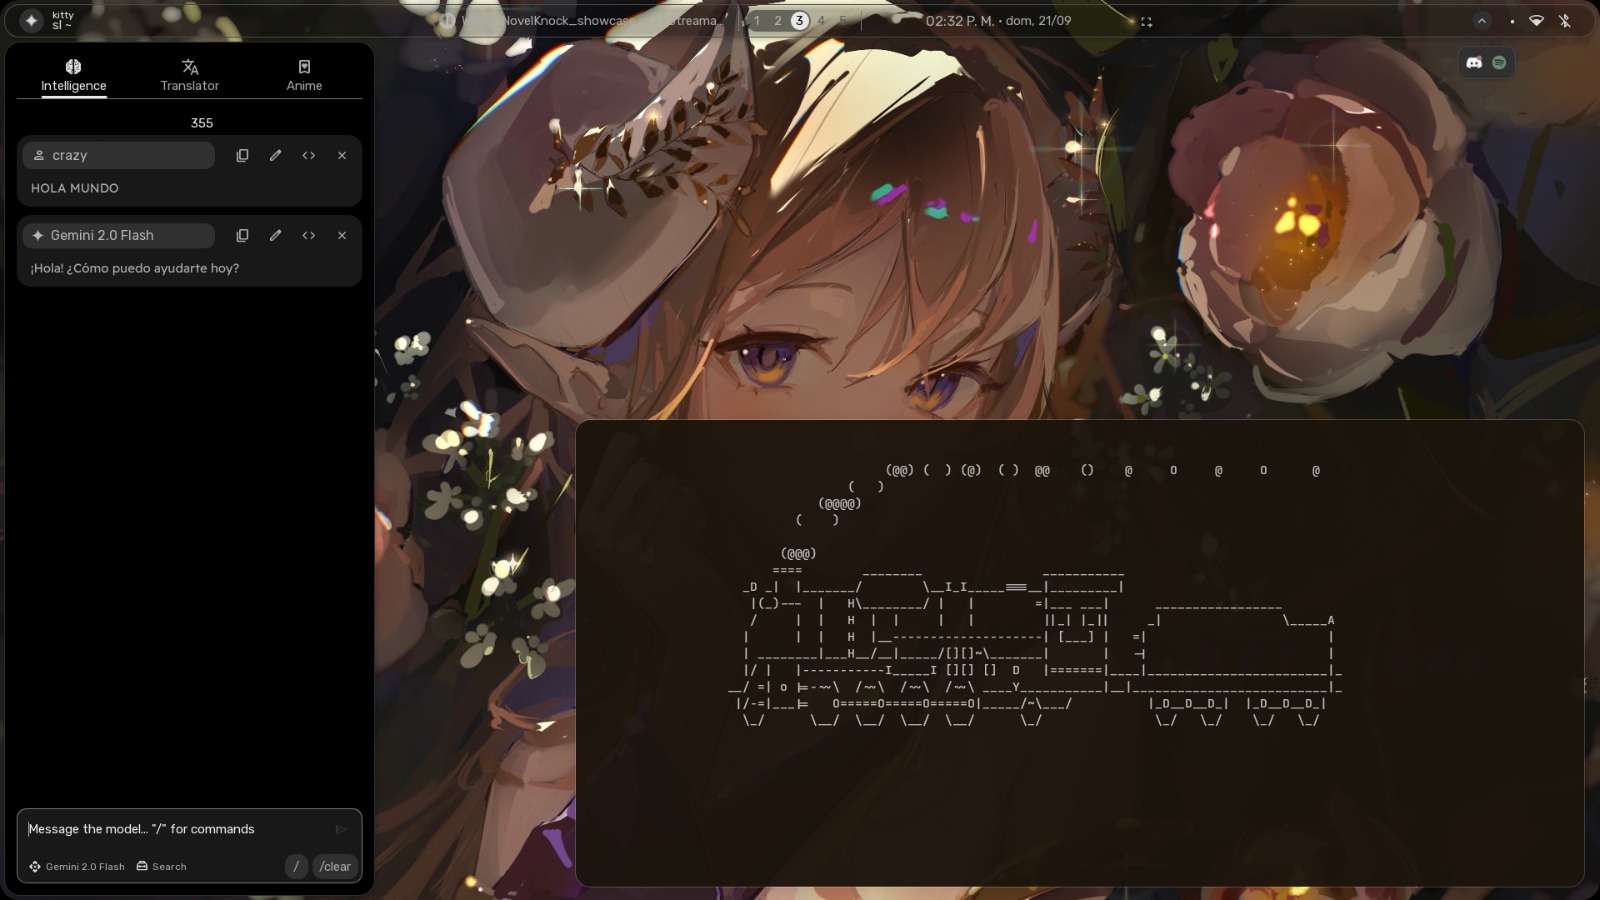 kitty
sl ~
NovelKnock_showcase
1 2 3 4 5
02:32 P. M. • dom, 21/09
Intelligence Translator Anime
355
crazy
HOLA MUNDO
Gemini 2.0 Flash
¡Hola! ¿Cómo puedo ayudarte hoy?
Message the model... "/" for commands
Gemini 2.0 Flash Search / /clear